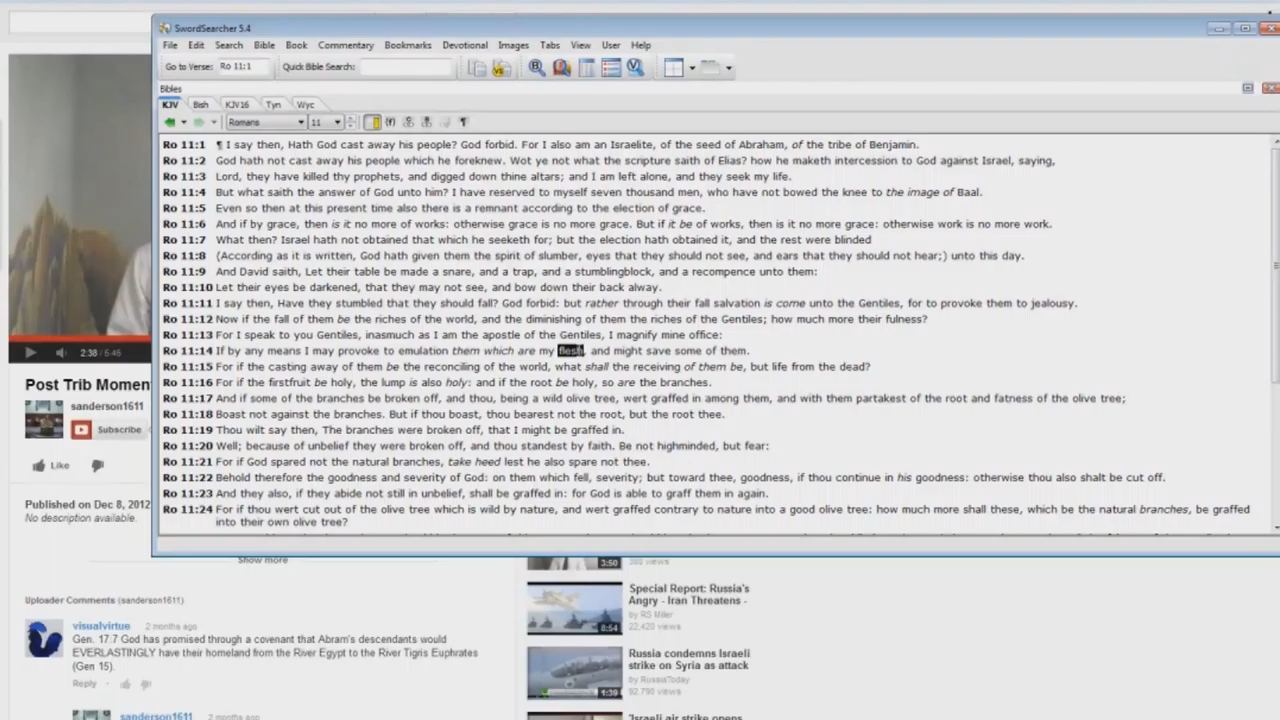 SwordSearcher 5.4
File Edit Search Bible Book Commentary Bookmarks Devotional Images Tabs View User Help
Go to Verse: Ro 11:1 Quick Bible Search:
Bibles
KJV Bish KJV16 Tyn Wyc
Romans 11
Ro 11:1 ¶ I say then, Hath God cast away his people? God forbid. For I also am an Israelite, of the seed of Abraham, of the tribe of Benjamin.
Ro 11:2 God hath not cast away his people which he foreknew. Wot ye not what the scripture saith of Elias? how he maketh intercession to God against Israel, saying,
Ro 11:3 Lord, they have killed thy prophets, and digged down thine altars; and I am left alone, and they seek my life.
Ro 11:4 But what saith the answer of God unto him? I have reserved to myself seven thousand men, who have not bowed the knee to the image of Baal.
Ro 11:5 Even so then at this present time also there is a remnant according to the election of grace.
Ro 11:6 And if by grace, then is it no more of works: otherwise grace is no more grace. But if it be of works, then is it no more grace: otherwise work is no more work.
Ro 11:7 What then? Israel hath not obtained that which he seeketh for; but the election hath obtained it, and the rest were blinded
Ro 11:8 (According as it is written, God hath given them the spirit of slumber, eyes that they should not see, and ears that they should not hear;) unto this day.
Ro 11:9 And David saith, Let their table be made a snare, and a trap, and a stumblingblock, and a recompence unto them:
Ro 11:10 Let their eyes be darkened, that they may not see, and bow down their back alway.
Ro 11:11 I say then, Have they stumbled that they should fall? God forbid: but rather through their fall salvation is come unto the Gentiles, for to provoke them to jealousy.
Ro 11:12 Now if the fall of them be the riches of the world, and the diminishing of them the riches of the Gentiles; how much more their fulness?
Ro 11:13 For I speak to you Gentiles, inasmuch as I am the apostle of the Gentiles, I magnify mine office:
Ro 11:14 If by any means I may provoke to emulation them which are my flesh, and might save some of them.
Ro 11:15 For if the casting away of them be the reconciling of the world, what shall the receiving of them be, but life from the dead?
Ro 11:16 For if the firstfruit be holy, the lump is also holy: and if the root be holy, so are the branches.
Ro 11:17 And if some of the branches be broken off, and thou, being a wild olive tree, wert graffed in among them, and with them partakest of the root and fatness of the olive tree;
Ro 11:18 Boast not against the branches. But if thou boast, thou bearest not the root, but the root thee.
Ro 11:19 Thou wilt say then, The branches were broken off, that I might be graffed in.
Ro 11:20 Well; because of unbelief they were broken off, and thou standest by faith. Be not highminded, but fear:
Ro 11:21 For if God spared not the natural branches, take heed lest he also spare not thee.
Ro 11:22 Behold therefore the goodness and severity of God: on them which fell, severity; but toward thee, goodness, if thou continue in his goodness: otherwise thou also shalt be cut off.
Ro 11:23 And they also, if they abide not still in unbelief, shall be graffed in: for God is able to graff them in again.
Ro 11:24 For if thou wert cut out of the olive tree which is wild by nature, and wert graffed contrary to nature into a good olive tree: how much more shall these, which be the natural branches, be graffed
into their own olive tree?
2:38 / 6:46
Post Trib Momen
sanderson1611
Subscribe
Like
Published on Dec 8, 2012
No description available.
Show more
Uploader Comments (sanderson1611)
visualvirtue 2 months ago
Gen. 17:7 God has promised through a covenant that Abram's descendants would
EVERLASTINGLY have their homeland from the River Egypt to the River Tigris Euphrates
(Gen 15).
Reply
sanderson1611 2 months ago
3:50
views
Special Report: Russia's
Angry - Iran Threatens -
by RS Miller
22,420 views
8:54
Russia condemns Israeli
strike on Syria as attack
by RussiaToday
92,790 views
1:39
'Israeli air strike opens